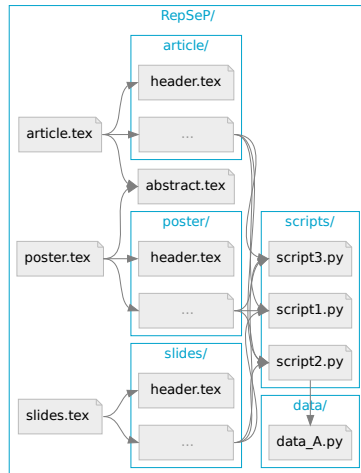 RepSeP/
article/
header.tex
article.tex
...
abstract.tex
poster/
scripts/
poster.tex
header.tex
script3.py
...
script1.py
slides/
script2.py
header.tex
data/
slides.tex
...
data_A.py